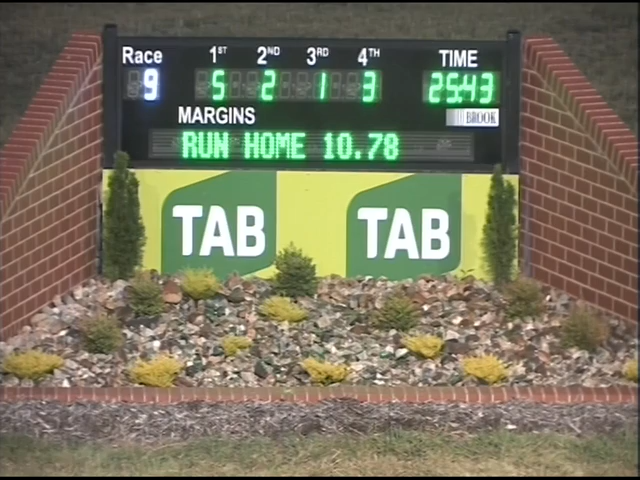 Race 1ST 2ND 3RD 4TH TIME
9 5 2 1 3 25:43
MARGINS BROOK
RUN HOME 10.78
TAB TAB